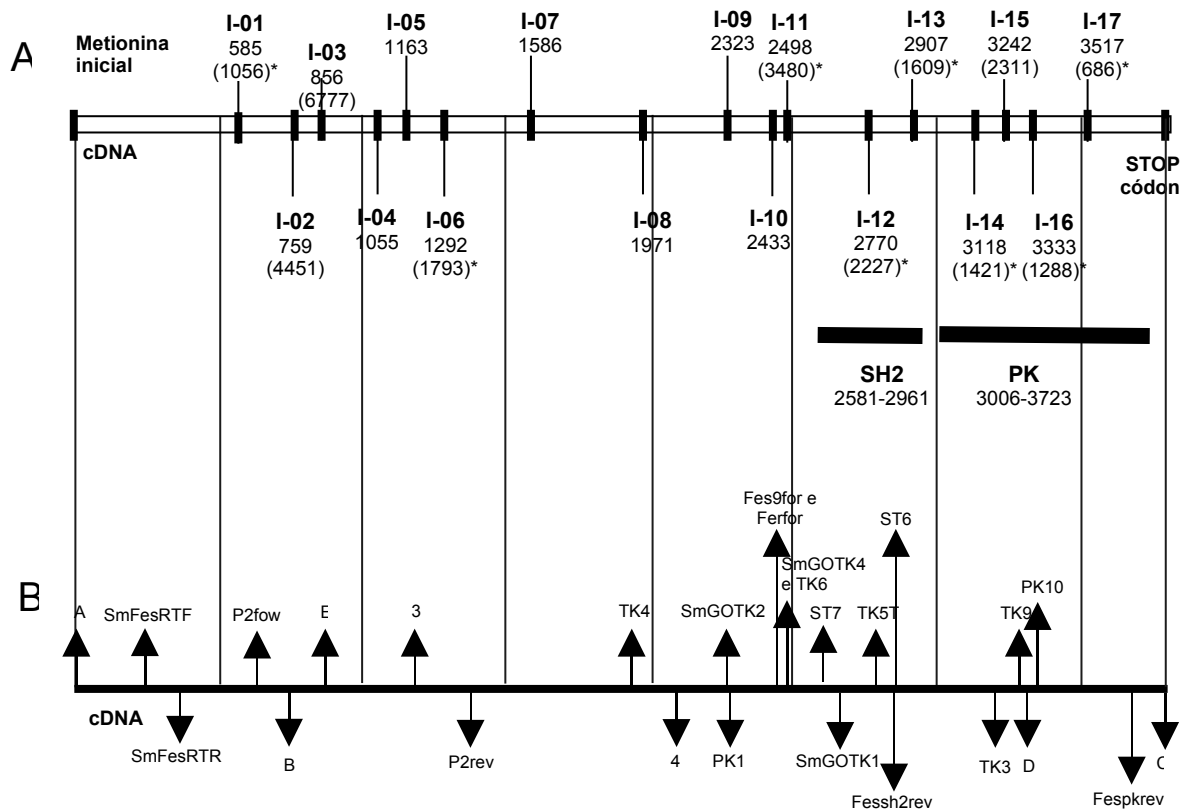 A
Metionina
inicial
I-01
585
(1056)*
I-03
856
(6777)
I-05
1163
I-07
1586
I-09
2323
I-11
2498
(3480)*
I-13
2907
(1609)*
I-15
3242
(2311)
I-17
3517
(686)*
cDNA
STOP
códon
I-02
759
(4451)
I-04
1055
I-06
1292
(1793)*
I-08
1971
I-10
2433
I-12
2770
(2227)*
I-14
3118
(1421)*
I-16
3333
(1288)*
SH2
2581-2961
PK
3006-3723
B
Fes9for e
Ferfor
ST6
SmGOTK4
e TK6
PK10
A
SmFesRTF
P2fow
E
3
TK4
SmGOTK2
ST7
TK5T
TK9
cDNA
SmFesRTR
B
P2rev
4
PK1
SmGOTK1
TK3
D
Fessh2rev
Fespkrev